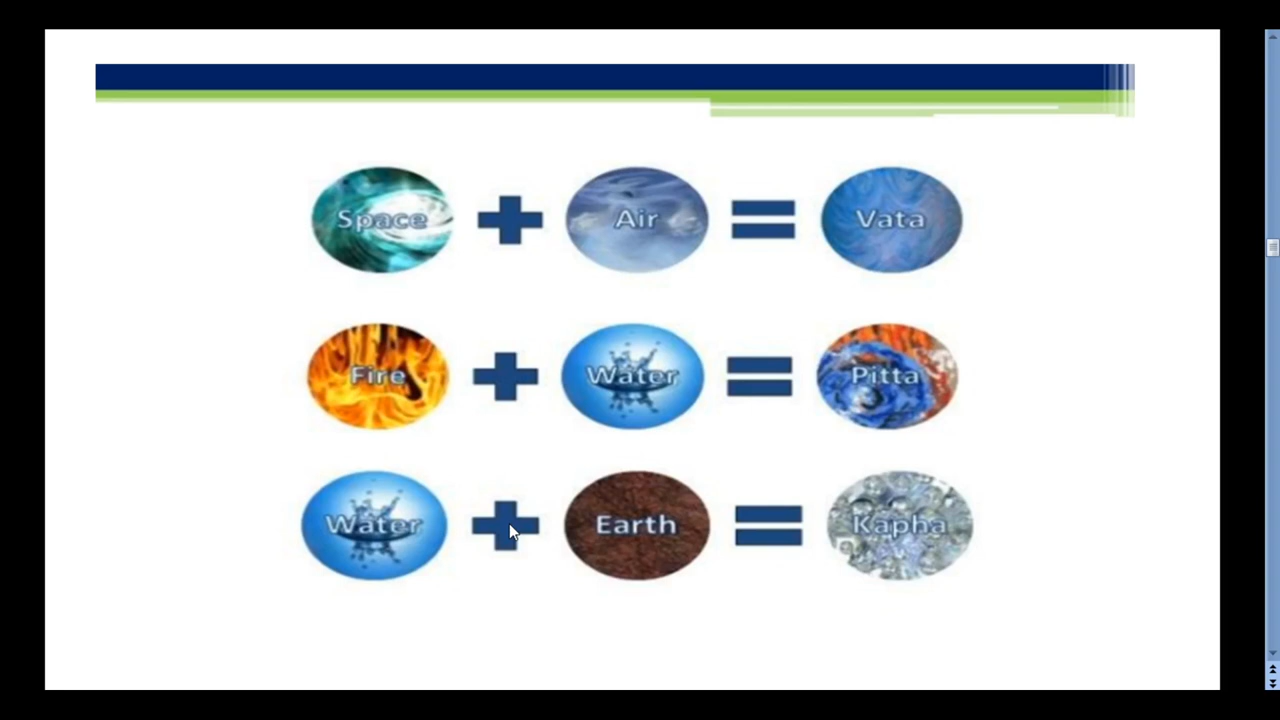 Space + Air = Vata
Fire + Water = Pitta
Water + Earth = Kapha